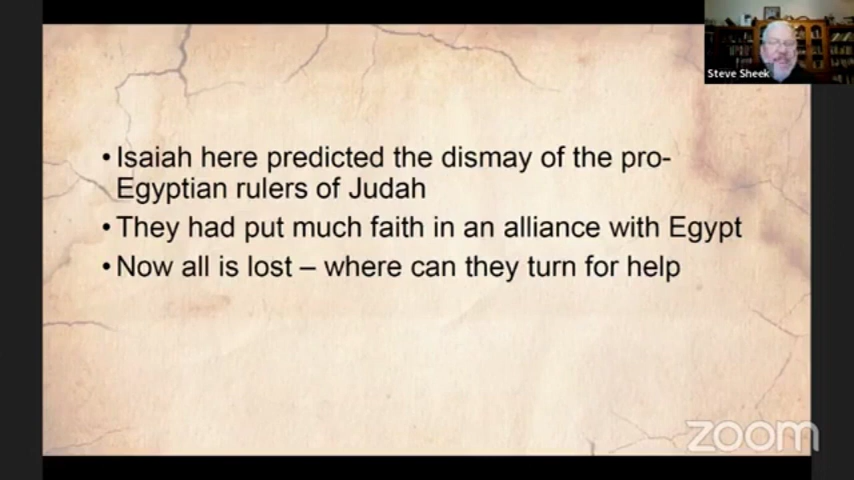 Steve Sheek
• Isaiah here predicted the dismay of the pro-
Egyptian rulers of Judah
• They had put much faith in an alliance with Egypt
• Now all is lost – where can they turn for help
zoom